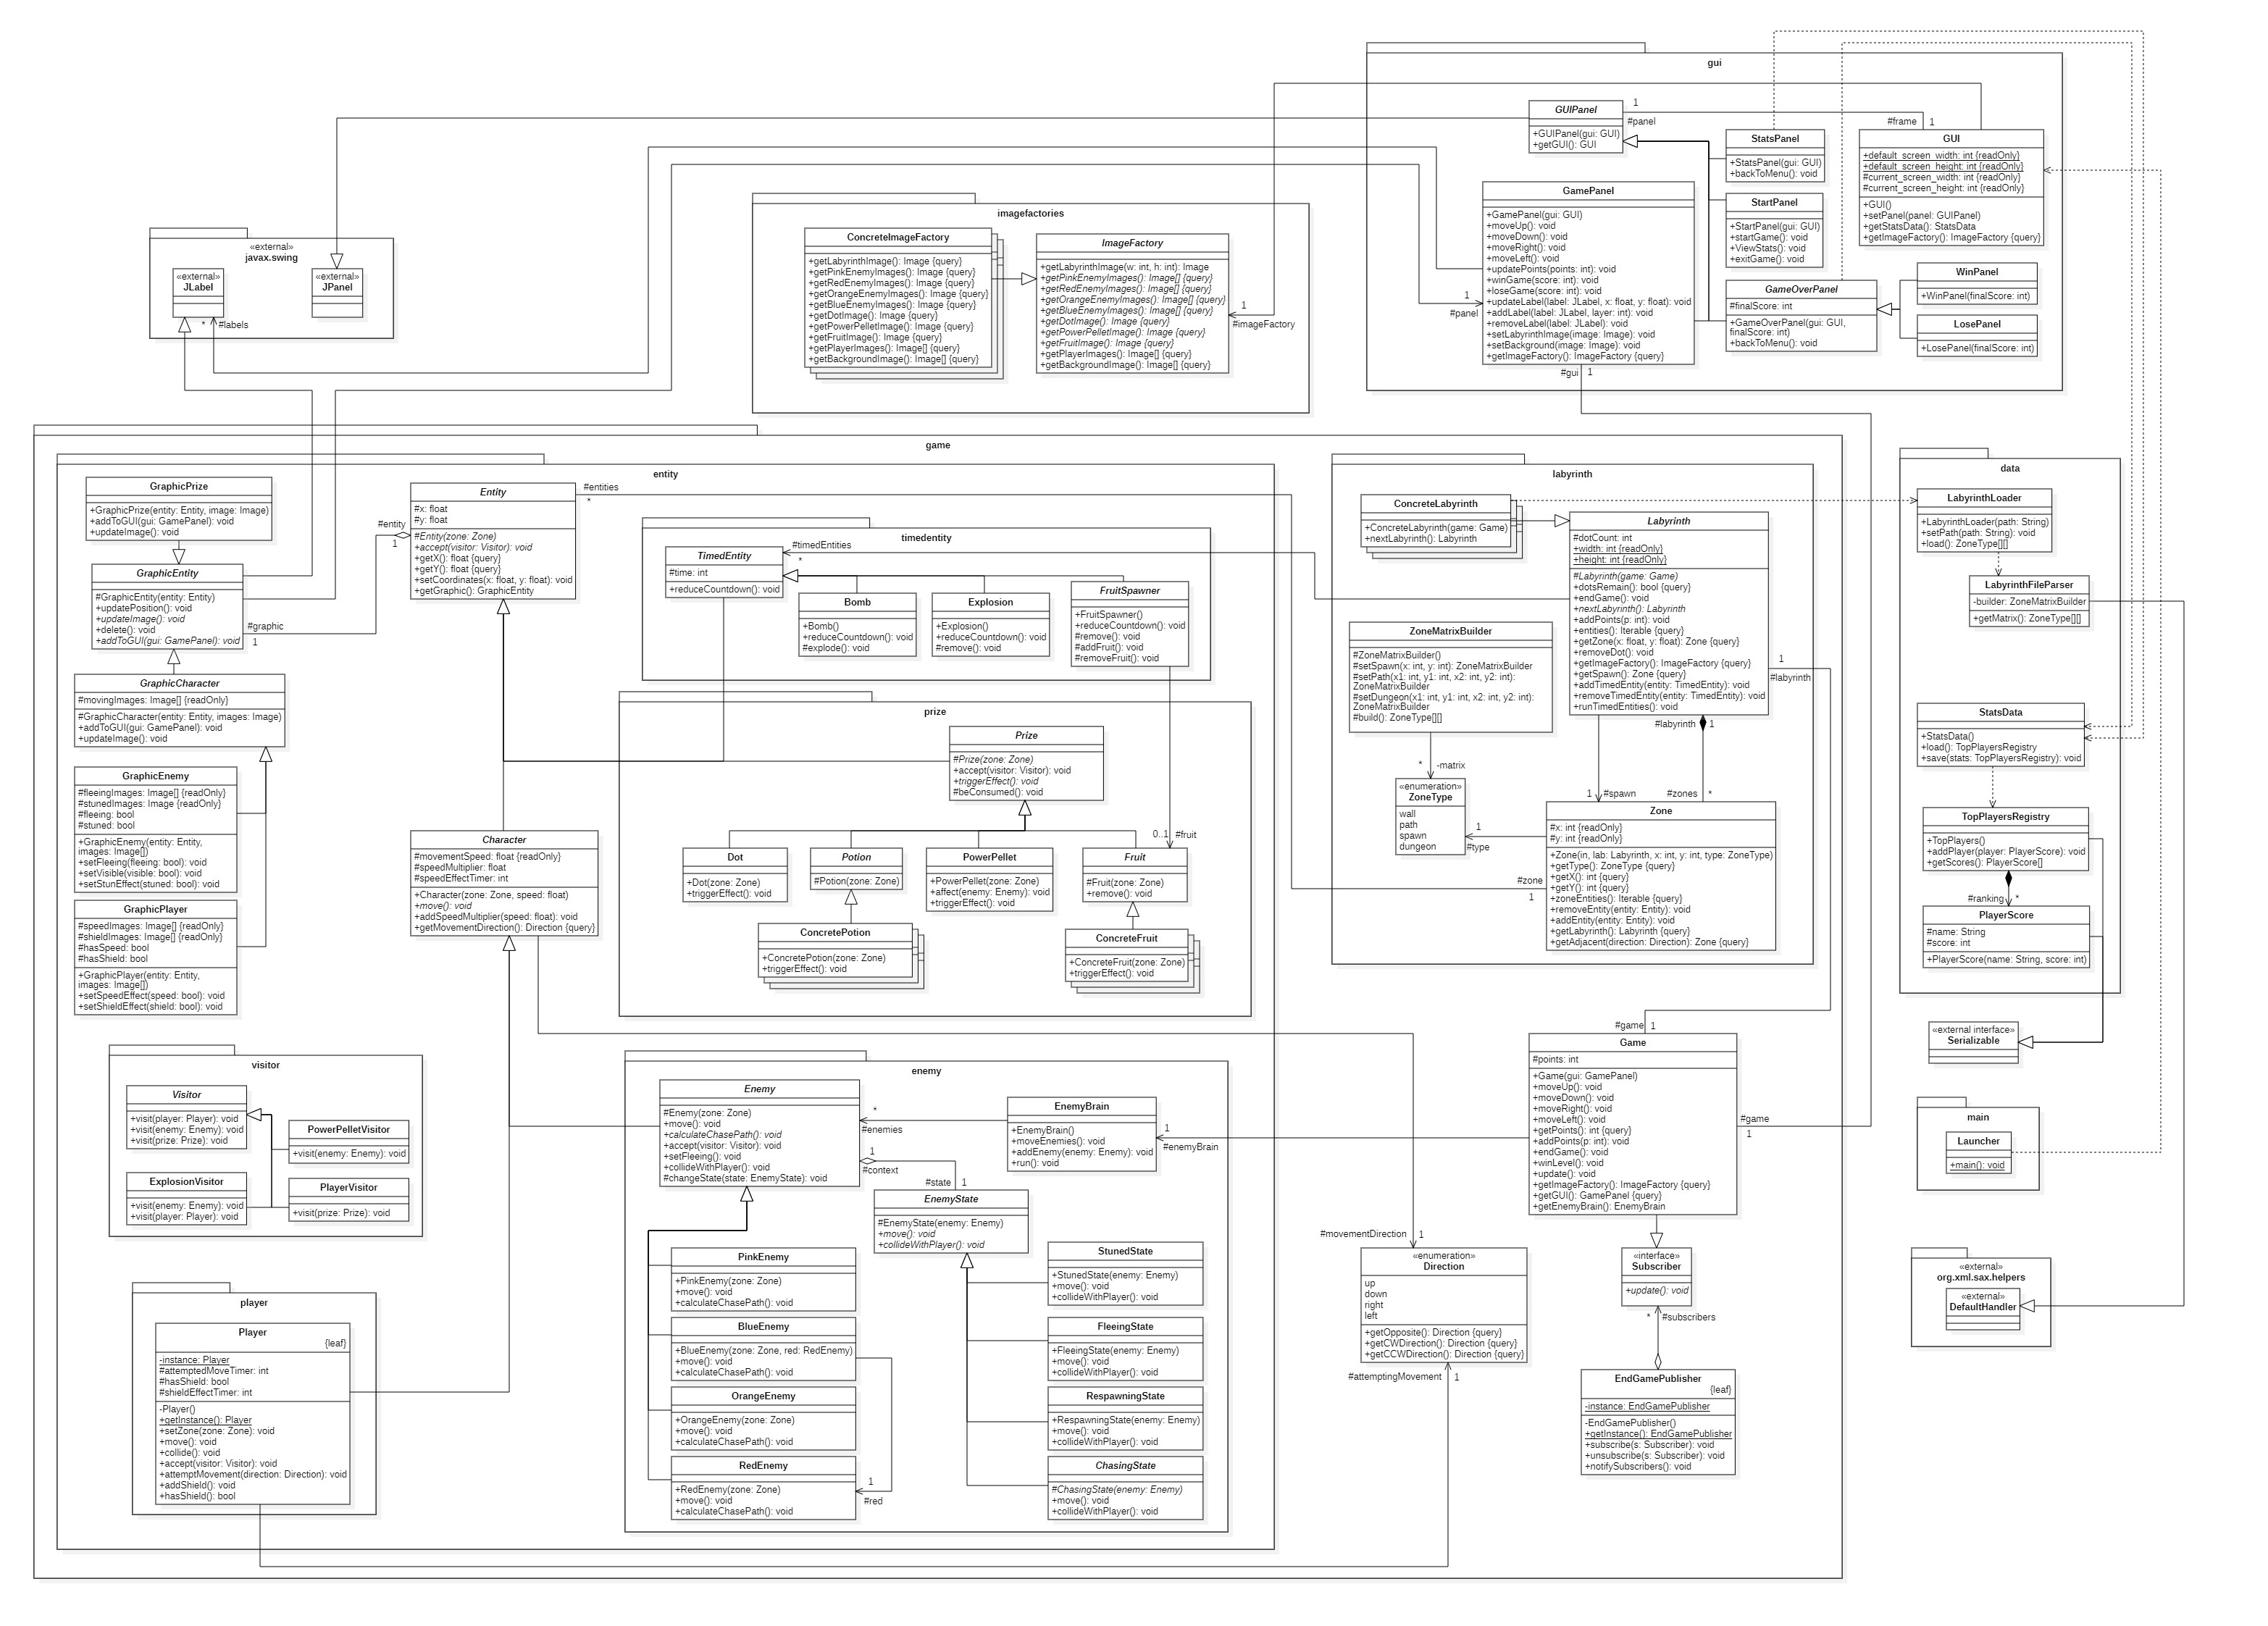 gui
GUIPanel
+GUIPanel(gui: GUI)
+getGUI(): GUI
1
#panel
#frame
1
StatsPanel
+StatsPanel(gui: GUI)
+backToMenu(): void
GUI
+default_screen_width: int {readOnly}
+default_screen_height: int {readOnly}
#current_screen_width: int {readOnly}
#current_screen_height: int {readOnly}
+GUI()
+setPanel(panel: GUIPanel)
+getStatsData(): StatsData
+getImageFactory(): ImageFactory {query}
GamePanel
+GamePanel(gui: GUI)
+moveUp(): void
+moveDown(): void
+moveRight(): void
+moveLeft(): void
+updatePoints(points: int): void
+winGame(score: int): void
+loseGame(score: int): void
+updateLabel(label: JLabel, x: float, y: float): void
+addLabel(label: JLabel, layer: int): void
+removeLabel(label: JLabel): void
+setLabyrinthImage(image: Image): void
+setBackground(image: Image): void
+getImageFactory(): ImageFactory {query}
1
#panel
#gui
1
StartPanel
+StartPanel(gui: GUI)
+startGame(): void
+ViewStats(): void
+exitGame(): void
GameOverPanel
#finalScore: int
+GameOverPanel(gui: GUI,
finalScore: int)
+backToMenu(): void
WinPanel
+WinPanel(finalScore: int)
LosePanel
+LosePanel(finalScore: int)
imagefactories
ConcreteImageFactory
+getLabyrinthImage(): Image {query}
+getPinkEnemyImages(): Image {query}
+getRedEnemyImages(): Image {query}
+getOrangeEnemyImages(): Image {query}
+getBlueEnemyImages(): Image {query}
+getDotImage(): Image {query}
+getPowerPelletImage(): Image {query}
+getFruitImage(): Image {query}
+getPlayerImages(): Image[] {query}
+getBackgroundImage(): Image[] {query}
ImageFactory
+getLabyrinthImage(w: int, h: int): Image
+getPinkEnemyImages(): Image[] {query}
+getRedEnemyImages(): Image[] {query}
+getOrangeEnemyImages(): Image[] {query}
+getBlueEnemyImages(): Image[] {query}
+getDotImage(): Image {query}
+getPowerPelletImage(): Image {query}
+getFruitImage(): Image {query}
+getPlayerImages(): Image[] {query}
+getBackgroundImage(): Image[] {query}
1
#imageFactory
«external»
javax.swing
«external»
JLabel
«external»
JPanel
*
#labels
game
entity
GraphicPrize
+GraphicPrize(entity: Entity, image: Image)
+addToGUI(gui: GamePanel): void
+updateImage(): void
GraphicEntity
#GraphicEntity(entity: Entity)
+updatePosition(): void
+updateImage(): void
+delete(): void
+addToGUI(gui: GamePanel): void
#entity
1
#graphic
1
GraphicCharacter
#movingImages: Image[] {readOnly}
#GraphicCharacter(entity: Entity, images: Image)
+addToGUI(gui: GamePanel): void
+updateImage(): void
GraphicEnemy
#fleeingImages: Image[] {readOnly}
#stunedImages: Image {readOnly}
#fleeing: bool
#stuned: bool
+GraphicEnemy(entity: Entity,
images: Image[])
+setFleeing(fleeing: bool): void
+setVisible(visible: bool): void
+setStunEffect(stuned: bool): void
GraphicPlayer
#speedImages: Image[] {readOnly}
#shieldImages: Image[] {readOnly}
#hasSpeed: bool
#hasShield: bool
+GraphicPlayer(entity: Entity,
images: Image[])
+setSpeedEffect(speed: bool): void
+setShieldEffect(shield: bool): void
Entity
#x: float
#y: float
#Entity(zone: Zone)
+accept(visitor: Visitor): void
+getX(): float {query}
+getY(): float {query}
+setCoordinates(x: float, y: float): void
+getGraphic(): GraphicEntity
#entities
*
timedentity
TimedEntity
#time: int
+reduceCountdown(): void
#timedEntities
*
Bomb
+Bomb()
+reduceCountdown(): void
#explode(): void
Explosion
+Explosion()
+reduceCountdown(): void
#remove(): void
FruitSpawner
+FruitSpawner()
+reduceCountdown(): void
#remove(): void
#addFruit(): void
#removeFruit(): void
prize
Prize
#Prize(zone: Zone)
+accept(visitor: Visitor): void
+triggerEffect(): void
#beConsumed(): void
Dot
+Dot(zone: Zone)
+triggerEffect(): void
Potion
#Potion(zone: Zone)
PowerPellet
+PowerPellet(zone: Zone)
+affect(enemy: Enemy): void
+triggerEffect(): void
0..1
#fruit
Fruit
#Fruit(zone: Zone)
+remove(): void
ConcretePotion
+ConcretePotion(zone: Zone)
+triggerEffect(): void
ConcreteFruit
+ConcreteFruit(zone: Zone)
+triggerEffect(): void
Character
#movementSpeed: float {readOnly}
#speedMultiplier: float
#speedEffectTimer: int
+Character(zone: Zone, speed: float)
+move(): void
+addSpeedMultiplier(speed: float): void
+getMovementDirection(): Direction {query}
visitor
Visitor
+visit(player: Player): void
+visit(enemy: Enemy): void
+visit(prize: Prize): void
PowerPelletVisitor
+visit(enemy: Enemy): void
ExplosionVisitor
+visit(enemy: Enemy): void
+visit(player: Player): void
PlayerVisitor
+visit(prize: Prize): void
player
Player
{leaf}
-instance: Player
#attemptedMoveTimer: int
#hasShield: bool
#shieldEffectTimer: int
-Player()
+getInstance(): Player
+setZone(zone: Zone): void
+move(): void
+collide(): void
+accept(visitor: Visitor): void
+attemptMovement(direction: Direction): void
+addShield(): void
+hasShield(): bool
enemy
Enemy
#Enemy(zone: Zone)
+move(): void
+calculateChasePath(): void
+accept(visitor: Visitor): void
+setFleeing(): void
+collideWithPlayer(): void
#changeState(state: EnemyState): void
*
#enemies
1
#context
#state
1
EnemyBrain
+EnemyBrain()
+moveEnemies(): void
+addEnemy(enemy: Enemy): void
+run(): void
1
#enemyBrain
EnemyState
#EnemyState(enemy: Enemy)
+move(): void
+collideWithPlayer(): void
PinkEnemy
+PinkEnemy(zone: Zone)
+move(): void
+calculateChasePath(): void
BlueEnemy
+BlueEnemy(zone: Zone, red: RedEnemy)
+move(): void
+calculateChasePath(): void
OrangeEnemy
+OrangeEnemy(zone: Zone)
+move(): void
+calculateChasePath(): void
RedEnemy
+RedEnemy(zone: Zone)
+move(): void
+calculateChasePath(): void
1
#red
StunedState
+StunedState(enemy: Enemy)
+move(): void
+collideWithPlayer(): void
FleeingState
+FleeingState(enemy: Enemy)
+move(): void
+collideWithPlayer(): void
RespawningState
+RespawningState(enemy: Enemy)
+move(): void
+collideWithPlayer(): void
ChasingState
#ChasingState(enemy: Enemy)
+move(): void
+collideWithPlayer(): void
labyrinth
ConcreteLabyrinth
+ConcreteLabyrinth(game: Game)
+nextLabyrinth(): Labyrinth
Labyrinth
#dotCount: int
+width: int {readOnly}
+height: int {readOnly}
#Labyrinth(game: Game)
+dotsRemain(): bool {query}
+endGame(): void
+nextLabyrinth(): Labyrinth
+addPoints(p: int): void
+entities(): Iterable {query}
+getZone(x: float, y: float): Zone {query}
+removeDot(): void
+getImageFactory(): ImageFactory {query}
+getSpawn(): Zone {query}
+addTimedEntity(entity: TimedEntity): void
+removeTimedEntity(entity: TimedEntity): void
+runTimedEntities(): void
1
#labyrinth
#labyrinth
1
ZoneMatrixBuilder
#ZoneMatrixBuilder()
#setSpawn(x: int, y: int): ZoneMatrixBuilder
#setPath(x1: int, y1: int, x2: int, y2: int):
ZoneMatrixBuilder
#setDungeon(x1: int, y1: int, x2: int, y2: int):
ZoneMatrixBuilder
#build(): ZoneType[][]
*
-matrix
«enumeration»
ZoneType
wall
path
spawn
dungeon
1
#type
1
#spawn
#zones
*
Zone
#x: int {readOnly}
#y: int {readOnly}
+Zone(in, lab: Labyrinth, x: int, y: int, type: ZoneType)
+getType(): ZoneType {query}
+getX(): int {query}
+getY(): int {query}
+zoneEntities(): Iterable {query}
+removeEntity(entity: Entity): void
+addEntity(entity: Entity): void
+getLabyrinth(): Labyrinth {query}
+getAdjacent(direction: Direction): Zone {query}
#zone
1
#game
1
Game
#points: int
+Game(gui: GamePanel)
+moveUp(): void
+moveDown(): void
+moveRight(): void
+moveLeft(): void
+getPoints(): int {query}
+addPoints(p: int): void
+endGame(): void
+winLevel(): void
+update(): void
+getImageFactory(): ImageFactory {query}
+getGUI(): GamePanel {query}
+getEnemyBrain(): EnemyBrain
#game
1
#movementDirection
1
«enumeration»
Direction
up
down
right
left
+getOpposite(): Direction {query}
+getCWDirection(): Direction {query}
+getCCWDirection(): Direction {query}
#attemptingMovement
1
«interface»
Subscriber
+update(): void
*
#subscribers
EndGamePublisher
{leaf}
-instance: EndGamePublisher
-EndGamePublisher()
+getInstance(): EndGamePublisher
+subscribe(s: Subscriber): void
+unsubscribe(s: Subscriber): void
+notifySubscribers(): void
data
LabyrinthLoader
+LabyrinthLoader(path: String)
+setPath(path: String): void
+load(): ZoneType[][]
LabyrinthFileParser
-builder: ZoneMatrixBuilder
+getMatrix(): ZoneType[][]
StatsData
+StatsData()
+load(): TopPlayersRegistry
+save(stats: TopPlayersRegistry): void
TopPlayersRegistry
+TopPlayers()
+addPlayer(player: PlayerScore): void
+getScores(): PlayerScore[]
#ranking
*
PlayerScore
#name: String
#score: int
+PlayerScore(name: String, score: int)
«external interface»
Serializable
main
Launcher
+main(): void
«external»
org.xml.sax.helpers
«external»
DefaultHandler